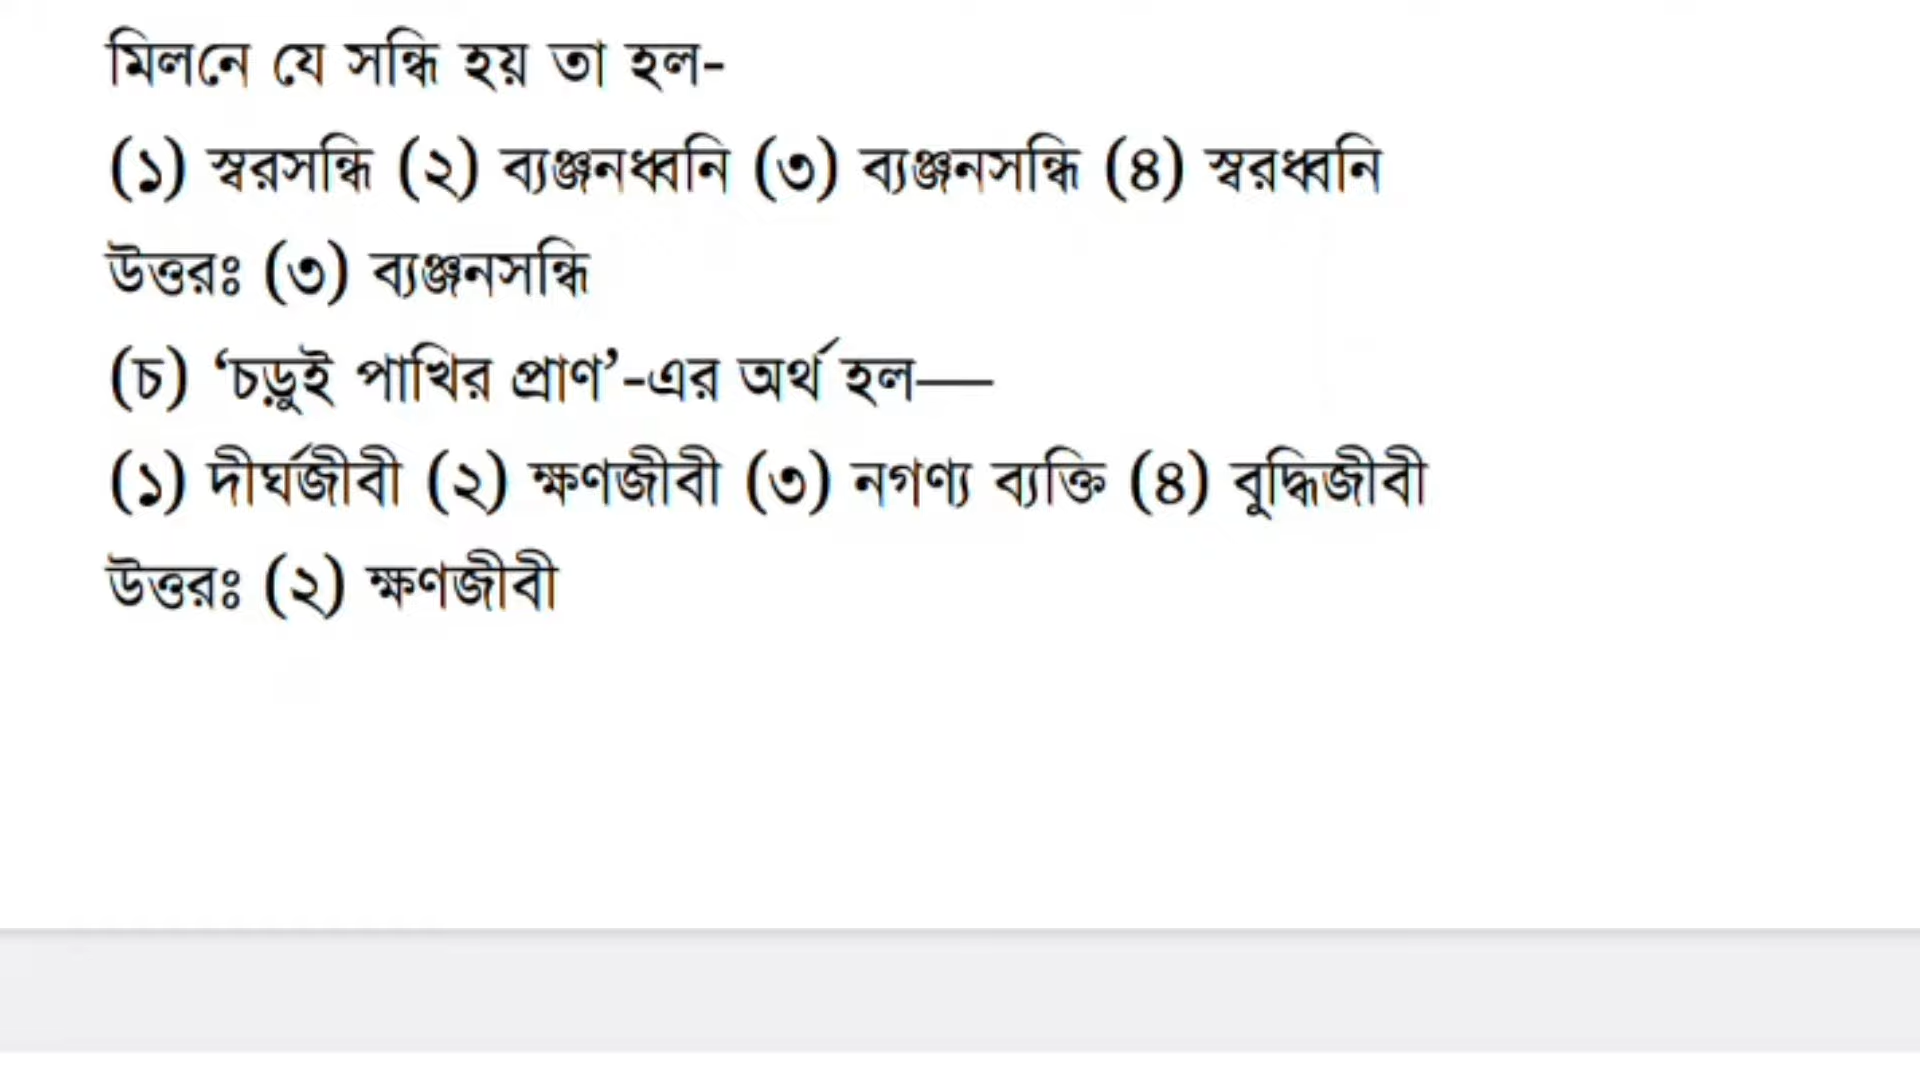 মিলনে যে সন্ধি হয় তা হল-
(১) স্বরসন্ধি (২) ব্যঞ্জনধ্বনি (৩) ব্যঞ্জনসন্ধি (৪) স্বরধ্বনি
উত্তরঃ (৩) ব্যঞ্জনসন্ধি
(চ) ‘চড়ুই পাখির প্রাণ’-এর অর্থ হল—
(১) দীর্ঘজীবী (২) ক্ষণজীবী (৩) নগণ্য ব্যক্তি (৪) বুদ্ধিজীবী
উত্তরঃ (২) ক্ষণজীবী